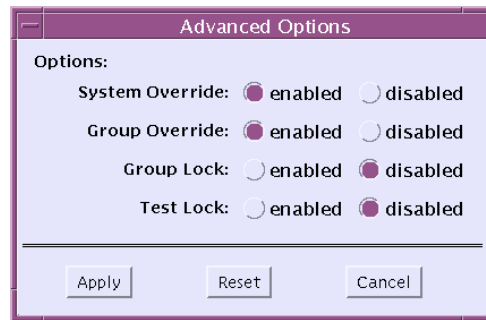 Advanced Options
Options:
System Override: enabled disabled
Group Override: enabled disabled
Group Lock: enabled disabled
Test Lock: enabled disabled
Apply Reset Cancel